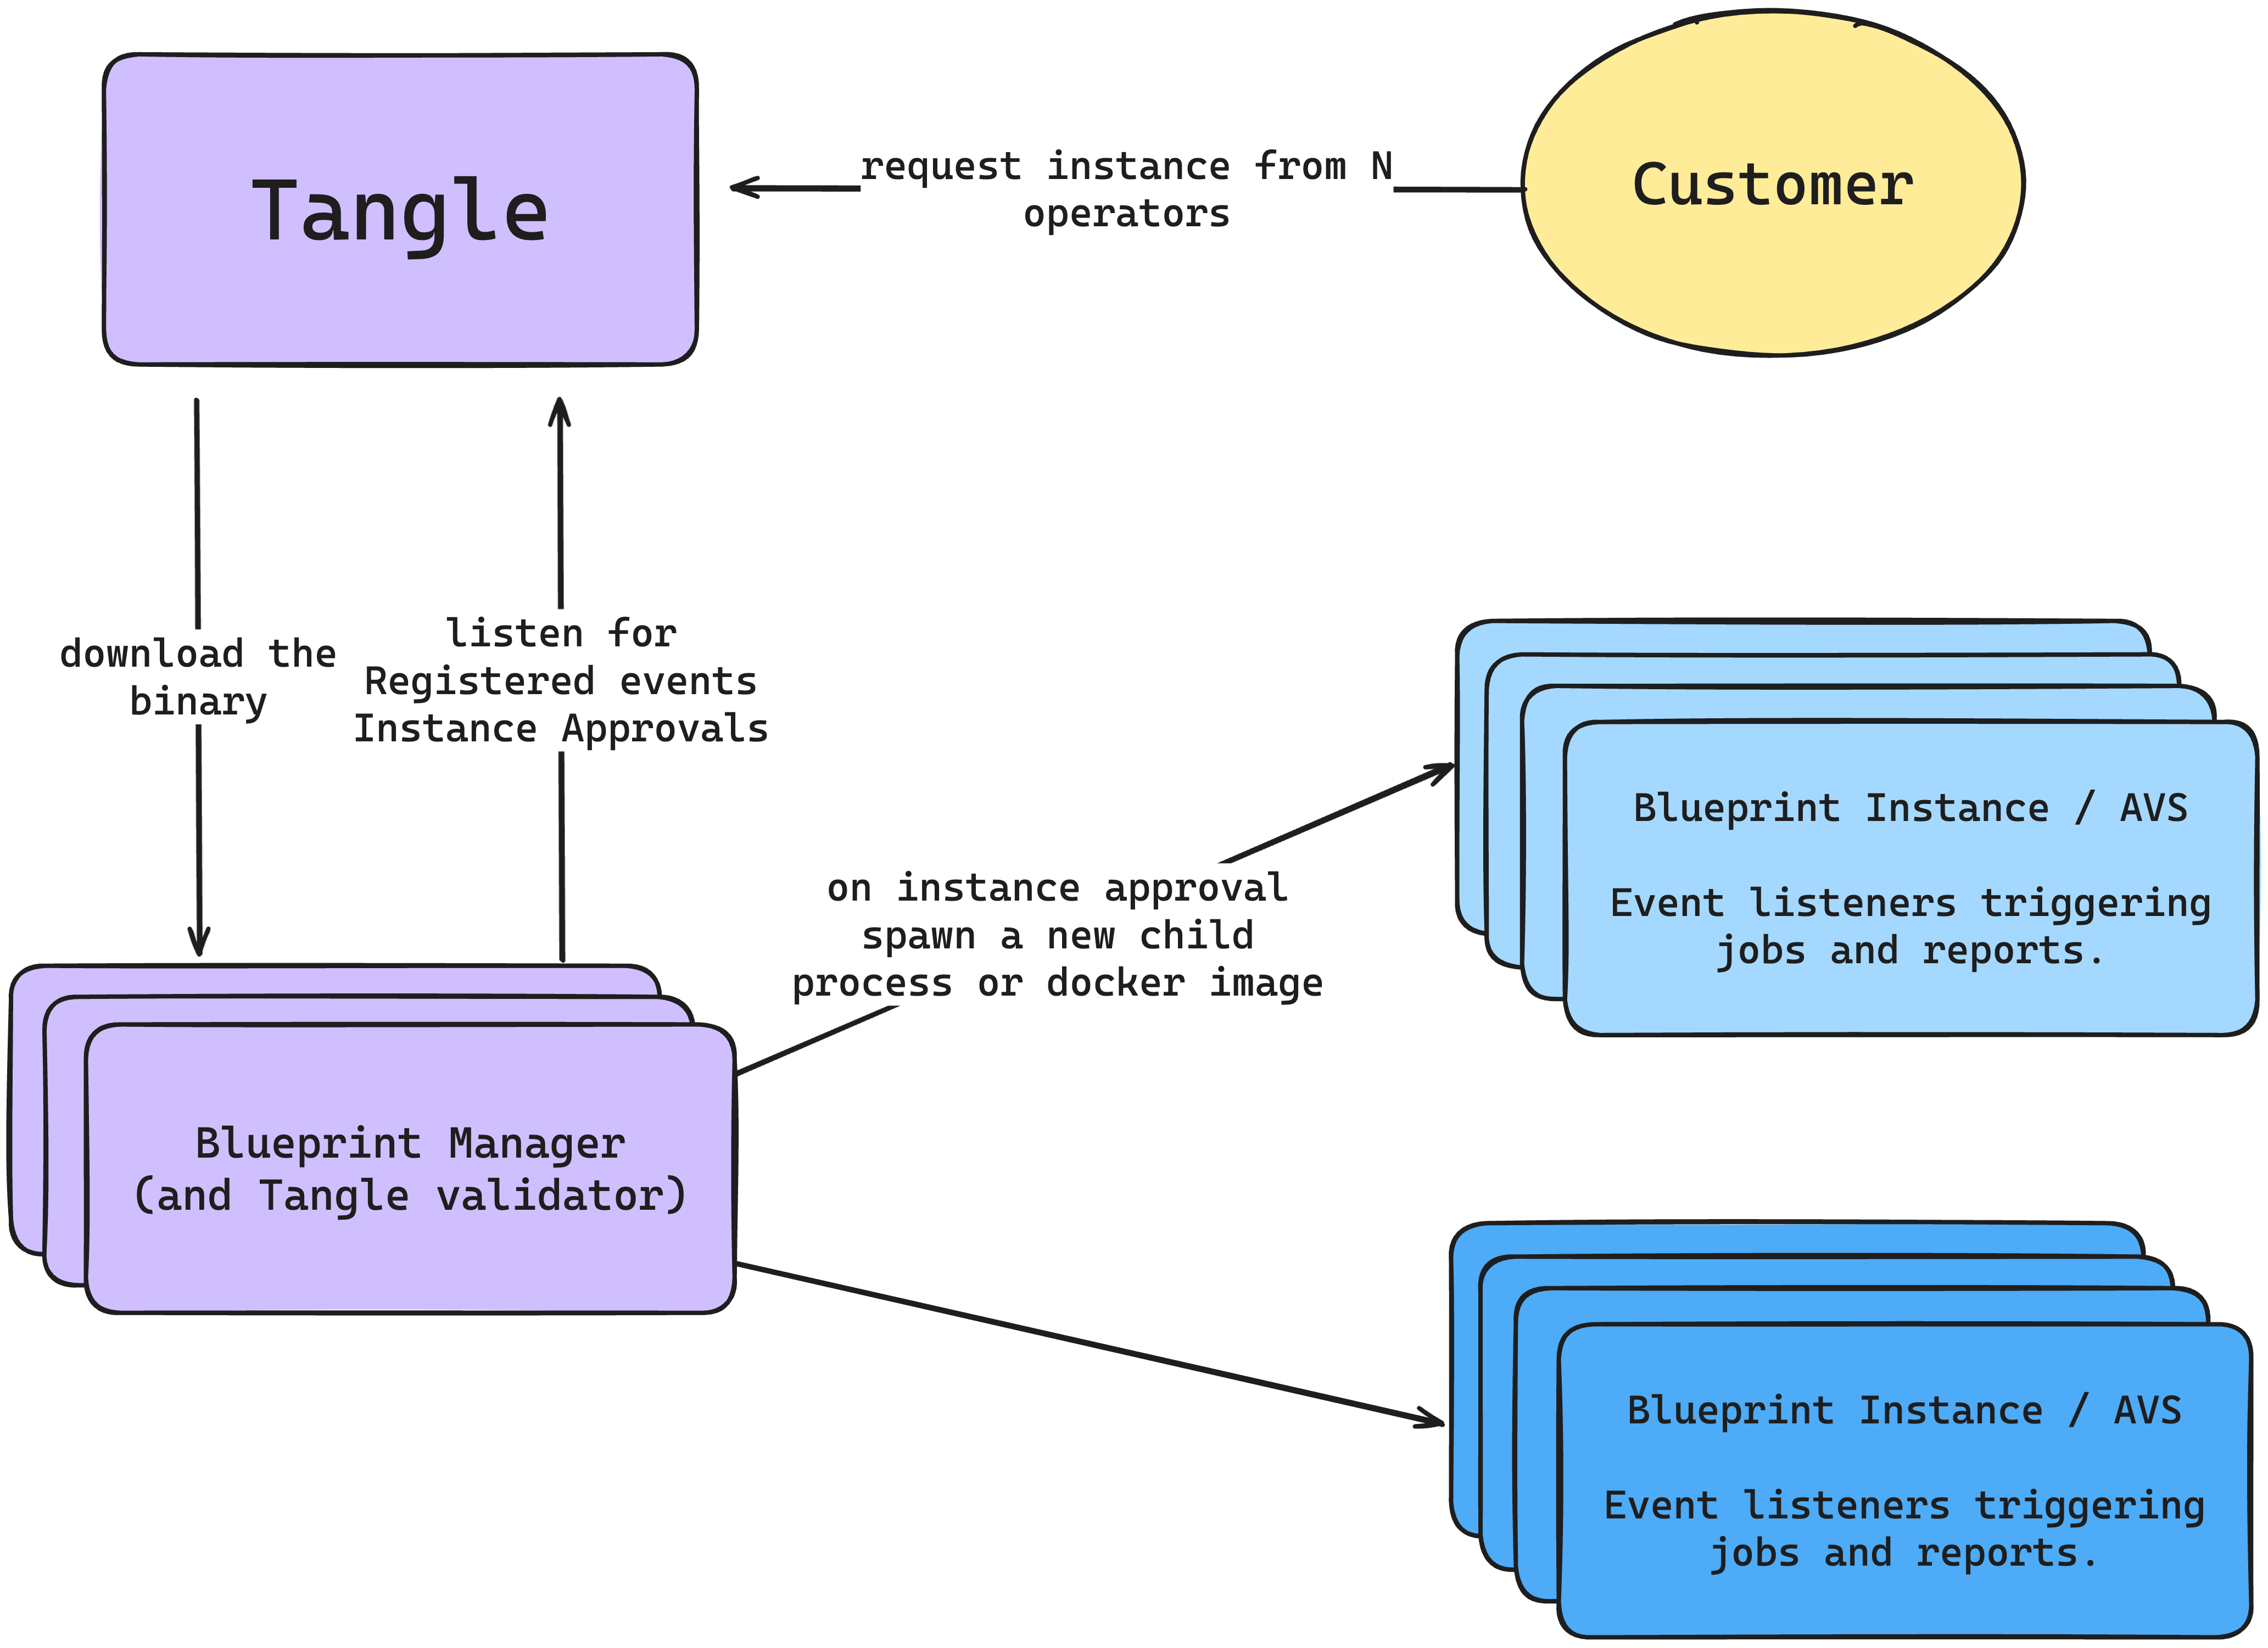 Tangle
request instance from N
operators
Customer
download the
binary
listen for
Registered events
Instance Approvals
on instance approval
spawn a new child
process or docker image
Blueprint Instance / AVS
Event listeners triggering
jobs and reports.
Blueprint Manager
(and Tangle validator)
Blueprint Instance / AVS
Event listeners triggering
jobs and reports.